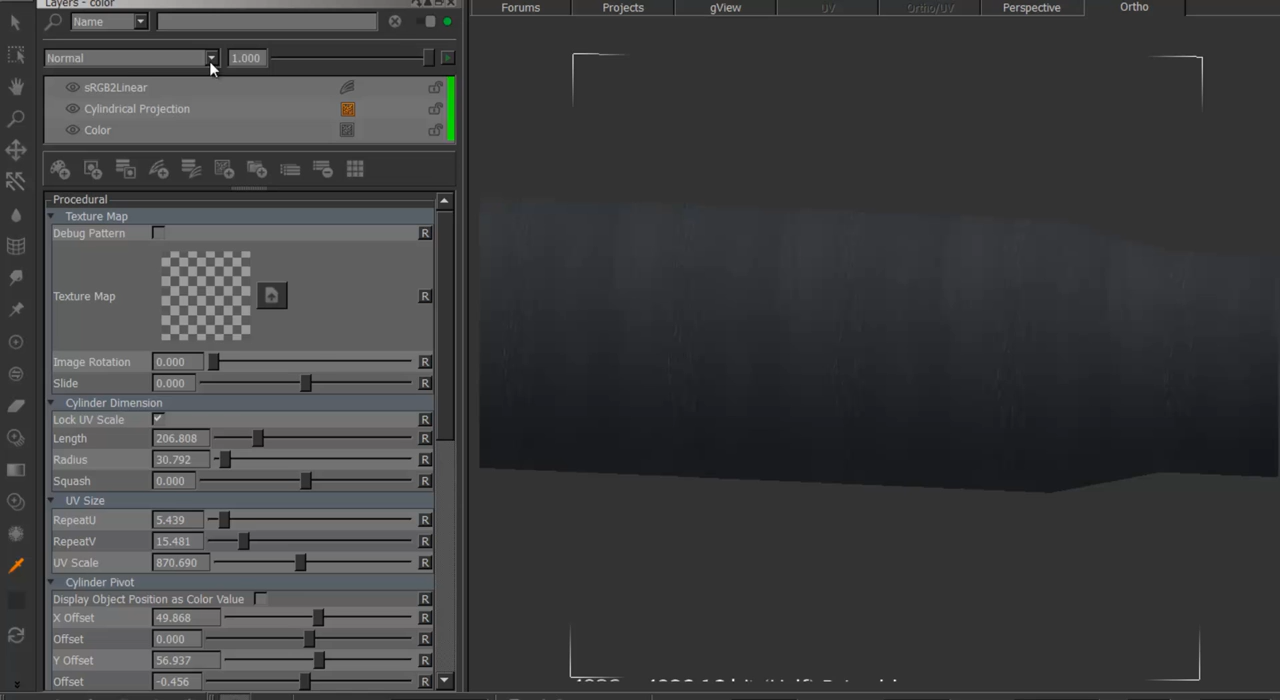 Layers - color
Forums Projects gView UV Ortho/UV Perspective Ortho
Name
Normal 1.000
sRGB2Linear
Cylindrical Projection
Color
Procedural
Texture Map
Debug Pattern R
Texture Map R
Image Rotation 0.000 R
Slide 0.000 R
Cylinder Dimension
Lock UV Scale R
Length 206.808 R
Radius 30.792 R
Squash 0.000 R
UV Size
RepeatU 5.439 R
RepeatV 15.481 R
UV Scale 870.690 R
Cylinder Pivot
Display Object Position as Color Value R
X Offset 49.868 R
Offset 0.000 R
Y Offset 56.937 R
Offset -0.456 R